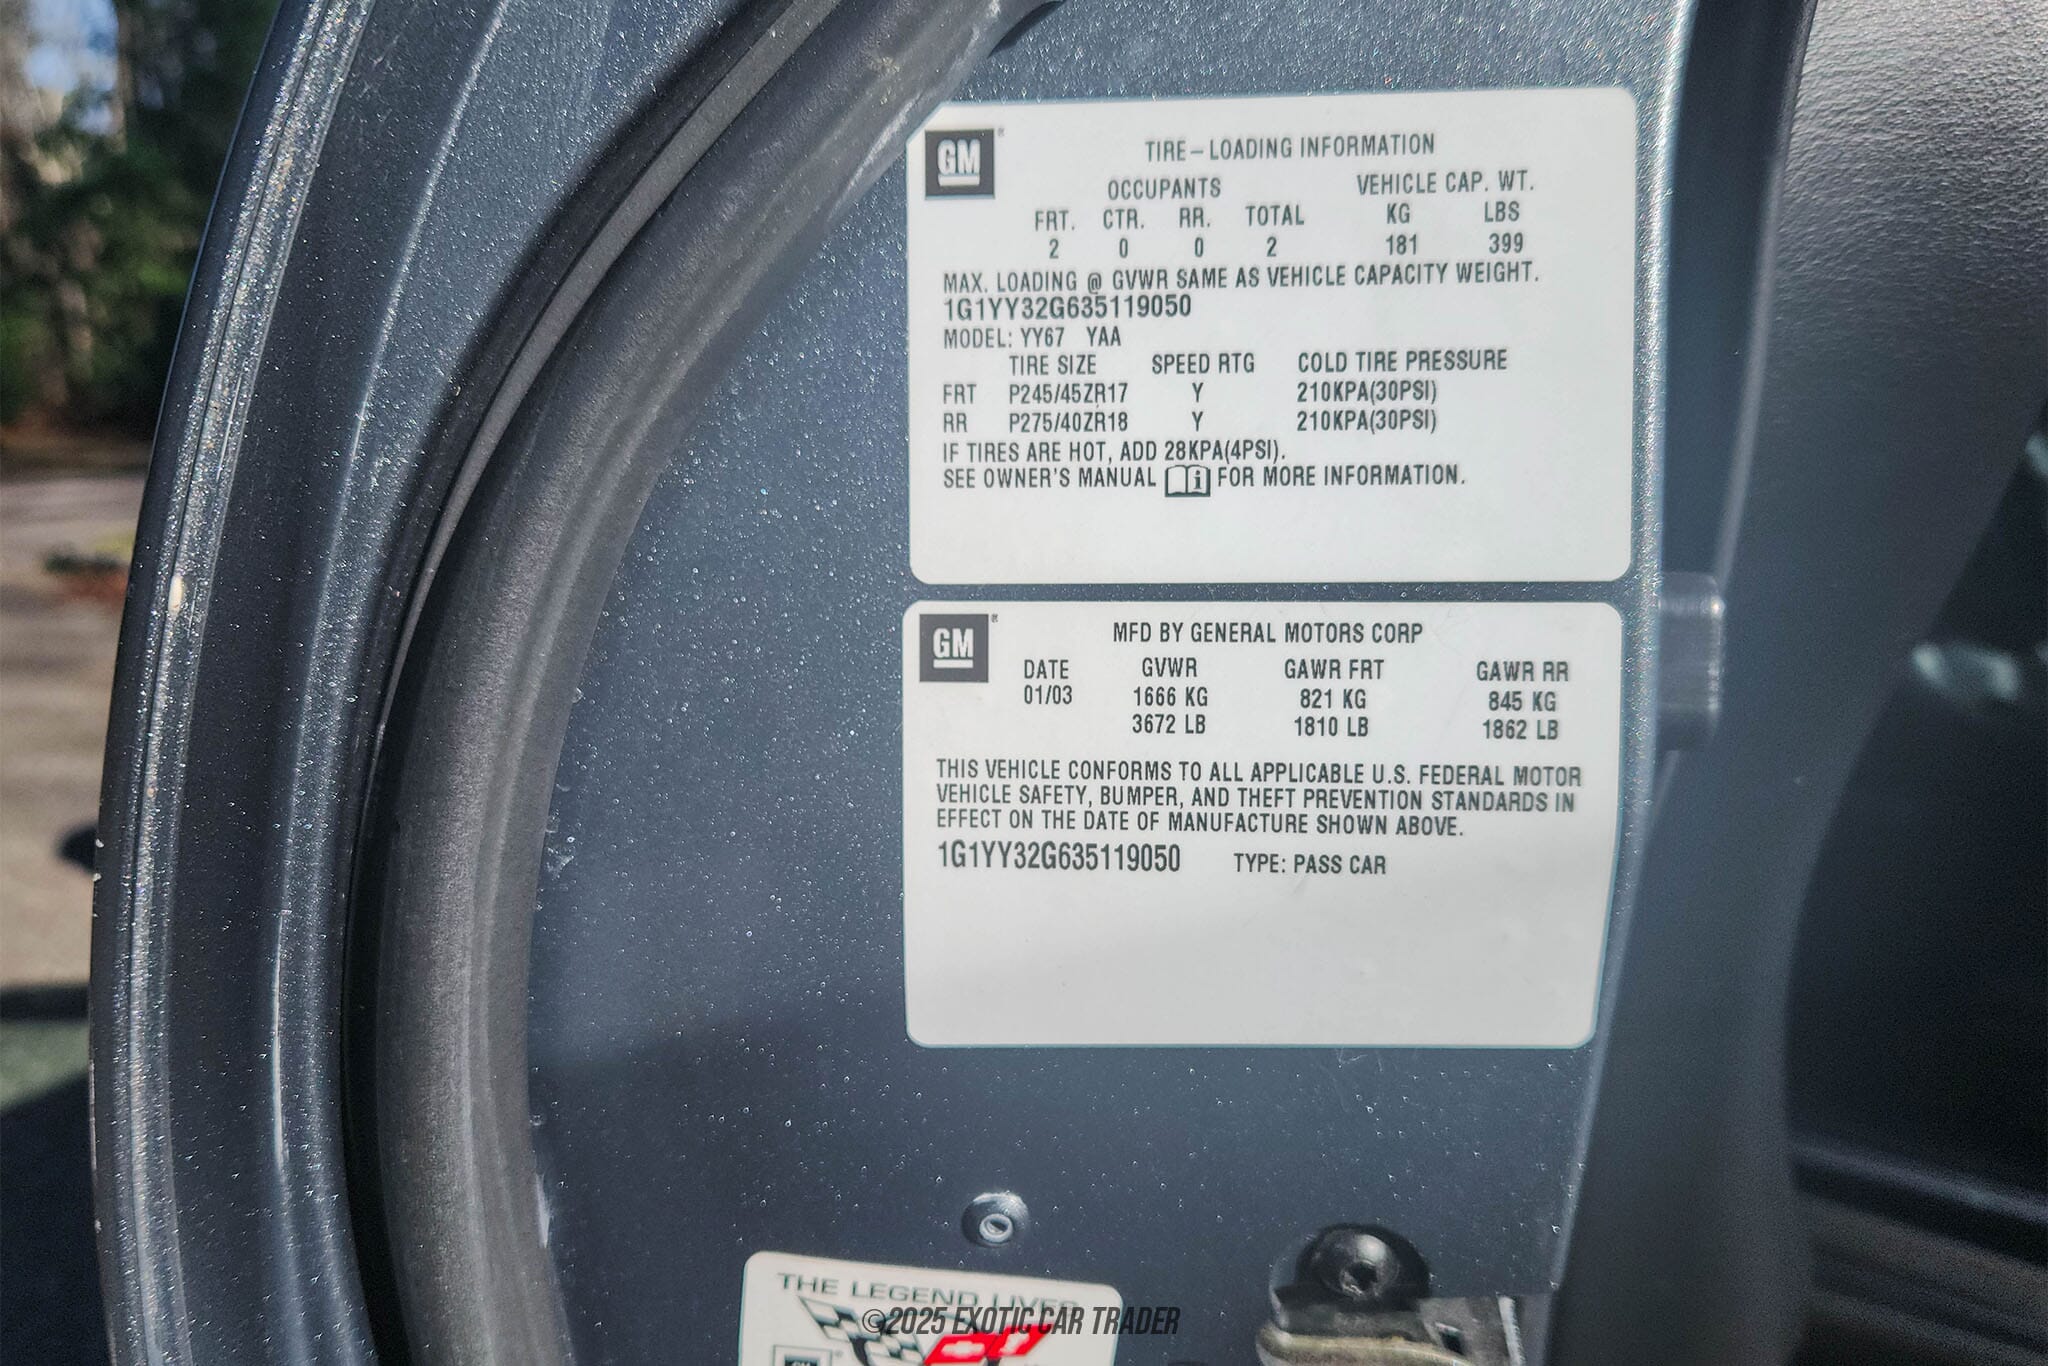 GM®
TIRE–LOADING INFORMATION
OCCUPANTS VEHICLE CAP. WT.
FRT. CTR. RR. TOTAL KG LBS
2 0 0 2 181 399
MAX. LOADING @ GVWR SAME AS VEHICLE CAPACITY WEIGHT.
1G1YY32G635119050
MODEL: YY67 YAA
TIRE SIZE SPEED RTG COLD TIRE PRESSURE
FRT P245/45ZR17 Y 210KPA(30PSI)
RR P275/40ZR18 Y 210KPA(30PSI)
IF TIRES ARE HOT, ADD 28KPA(4PSI).
SEE OWNER'S MANUAL FOR MORE INFORMATION.
GM®
MFD BY GENERAL MOTORS CORP
DATE GVWR GAWR FRT GAWR RR
01/03 1666 KG 821 KG 845 KG
3672 LB 1810 LB 1862 LB
THIS VEHICLE CONFORMS TO ALL APPLICABLE U.S. FEDERAL MOTOR
VEHICLE SAFETY, BUMPER, AND THEFT PREVENTION STANDARDS IN
EFFECT ON THE DATE OF MANUFACTURE SHOWN ABOVE.
1G1YY32G635119050 TYPE: PASS CAR
THE LEGEND LIVES
©2025 EXOTIC CAR TRADER
GM